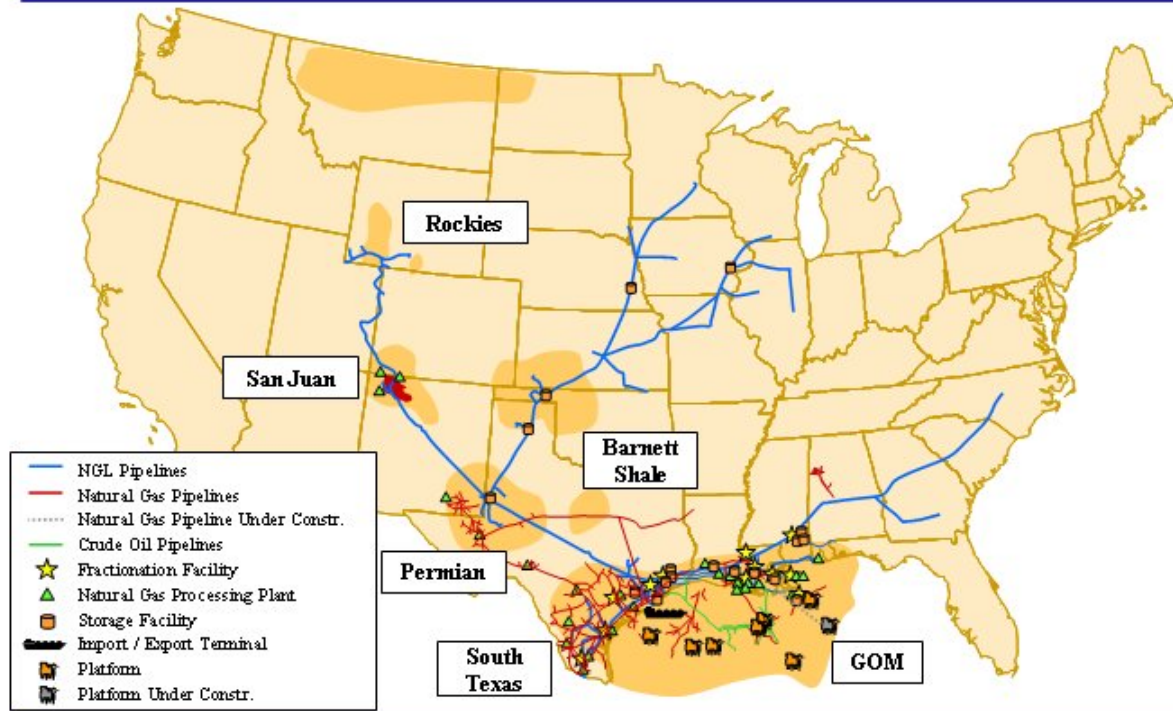 Rockies
San Juan
Barnett
Shale
NGL Pipelines
Natural Gas Pipelines
Natural Gas Pipeline Under Constr.
Crude Oil Pipelines
Fractionation Facility
Natural Gas Processing Plant
Storage Facility
Import / Export Terminal
Platform
Platform Under Constr.
Permian
South
Texas
GOM